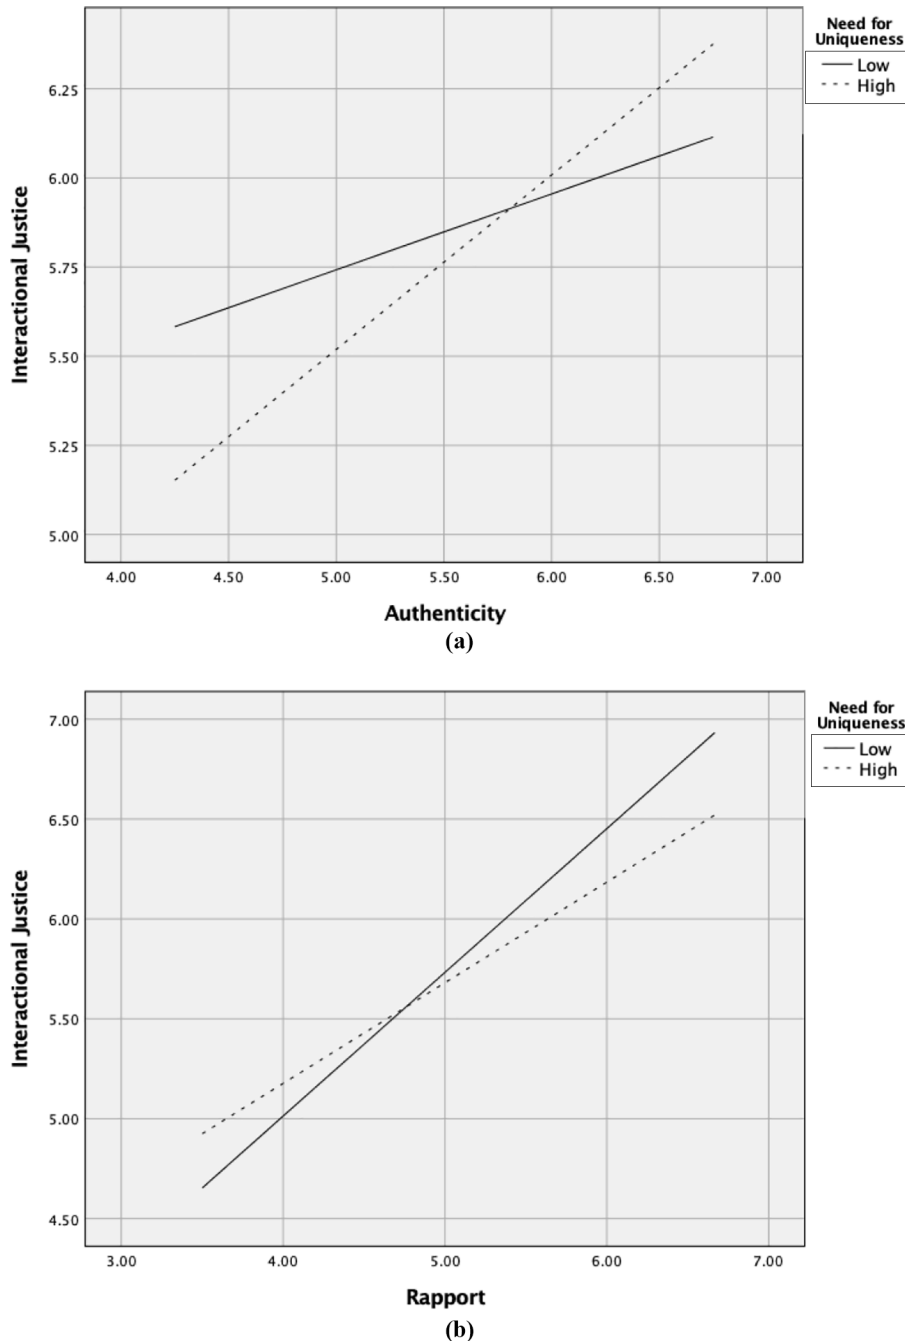 Need for
Uniqueness
Low
High
6.25
6.00
5.75
5.50
5.25
5.00
Interactional Justice
4.00 4.50 5.00 5.50 6.00 6.50 7.00
Authenticity
(a)
Need for
Uniqueness
Low
High
7.00
6.50
6.00
5.50
5.00
4.50
Interactional Justice
3.00 4.00 5.00 6.00 7.00
Rapport
(b)